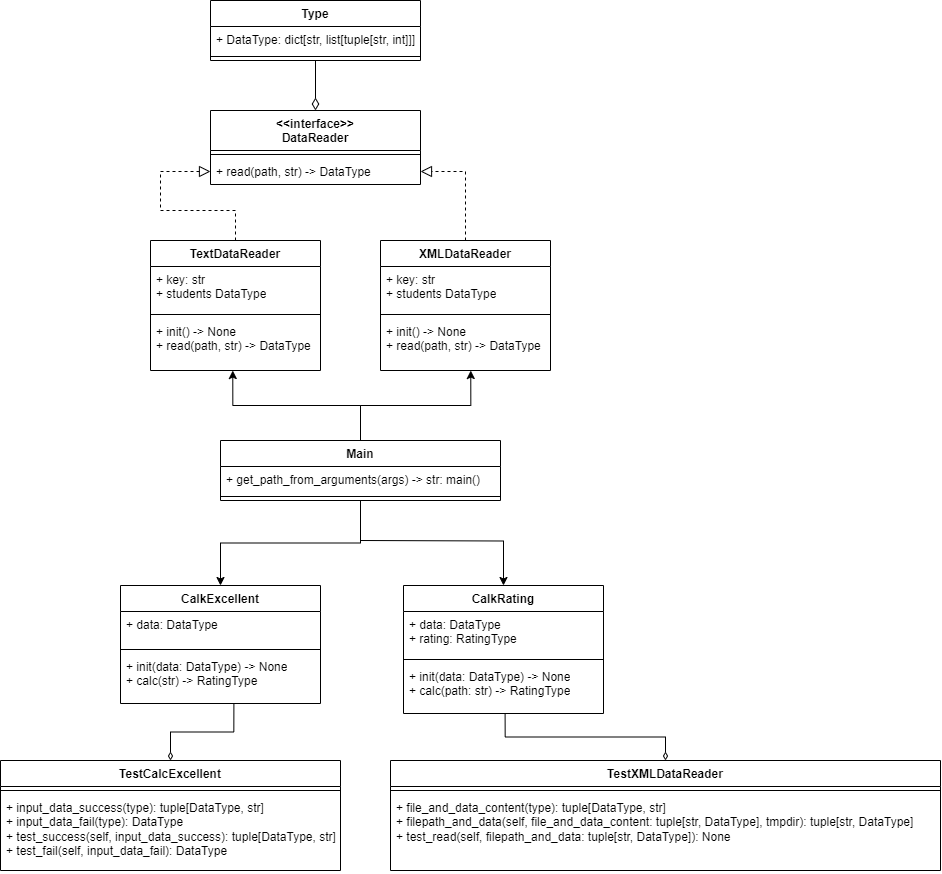 Type
+ DataType: dict[str, list[tuple[str, int]]]
<<interface>>
DataReader
+ read(path, str) -> DataType
TextDataReader
+ key: str
+ students DataType
+ init() -> None
+ read(path, str) -> DataType
XMLDataReader
+ key: str
+ students DataType
+ init() -> None
+ read(path, str) -> DataType
Main
+ get_path_from_arguments(args) -> str: main()
CalkExcellent
+ data: DataType
+ init(data: DataType) -> None
+ calc(str) -> RatingType
CalkRating
+ data: DataType
+ rating: RatingType
+ init(data: DataType) -> None
+ calc(path: str) -> RatingType
TestCalcExcellent
+ input_data_success(type): tuple[DataType, str]
+ input_data_fail(type): DataType
+ test_success(self, input_data_success): tuple[DataType, str]
+ test_fail(self, input_data_fail): DataType
TestXMLDataReader
+ file_and_data_content(type): tuple[DataType, str]
+ filepath_and_data(self, file_and_data_content: tuple[str, DataType], tmpdir): tuple[str, DataType]
+ test_read(self, filepath_and_data: tuple[str, DataType]): None